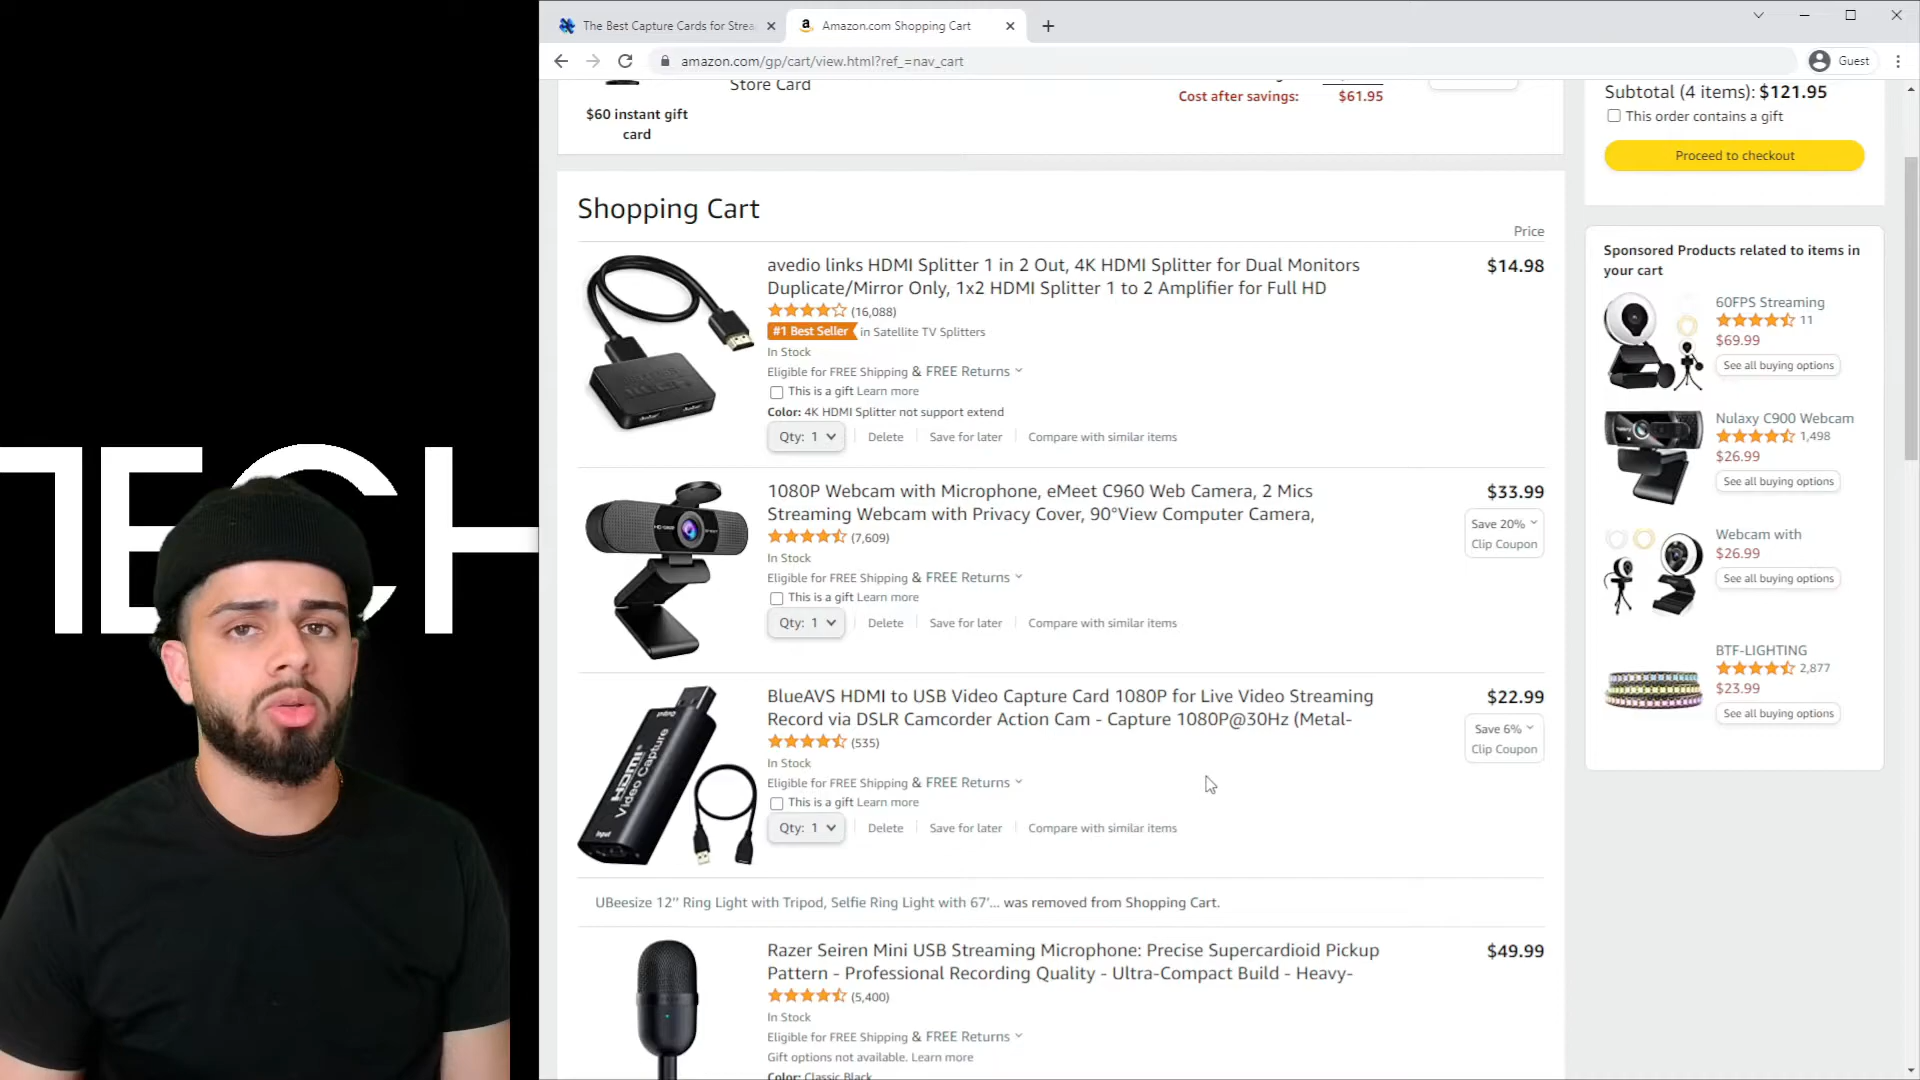 The Best Capture Cards for Strea
Amazon.com Shopping Cart
amazon.com/gp/cart/view.html?ref_=nav_cart
Guest
Store Card
$60 instant gift
card
Cost after savings: $61.95
Subtotal (4 items): $121.95
This order contains a gift
Proceed to checkout
Shopping Cart
Price
avedio links HDMI Splitter 1 in 2 Out, 4K HDMI Splitter for Dual Monitors
Duplicate/Mirror Only, 1x2 HDMI Splitter 1 to 2 Amplifier for Full HD
$14.98
(16,088)
#1 Best Seller in Satellite TV Splitters
In Stock
Eligible for FREE Shipping & FREE Returns
This is a gift Learn more
Color: 4K HDMI Splitter not support extend
Qty: 1 Delete Save for later Compare with similar items
1080P Webcam with Microphone, eMeet C960 Web Camera, 2 Mics
Streaming Webcam with Privacy Cover, 90°View Computer Camera,
$33.99
Save 20%
Clip Coupon
(7,609)
In Stock
Eligible for FREE Shipping & FREE Returns
This is a gift Learn more
Qty: 1 Delete Save for later Compare with similar items
BlueAVS HDMI to USB Video Capture Card 1080P for Live Video Streaming
Record via DSLR Camcorder Action Cam - Capture 1080P@30Hz (Metal-
$22.99
Save 6%
Clip Coupon
(535)
In Stock
Eligible for FREE Shipping & FREE Returns
This is a gift Learn more
Qty: 1 Delete Save for later Compare with similar items
HDMI
Video Capture
Input
UBeesize 12’’ Ring Light with Tripod, Selfie Ring Light with 67’... was removed from Shopping Cart.
Razer Seiren Mini USB Streaming Microphone: Precise Supercardioid Pickup
Pattern - Professional Recording Quality - Ultra-Compact Build - Heavy-
$49.99
(5,400)
In Stock
Eligible for FREE Shipping & FREE Returns
Gift options not available. Learn more
Color: Classic Black
Sponsored Products related to items in
your cart
60FPS Streaming
11
$69.99
See all buying options
Nulaxy C900 Webcam
1,498
$26.99
See all buying options
Webcam with
$26.99
See all buying options
BTF-LIGHTING
2,877
$23.99
See all buying options
TECH